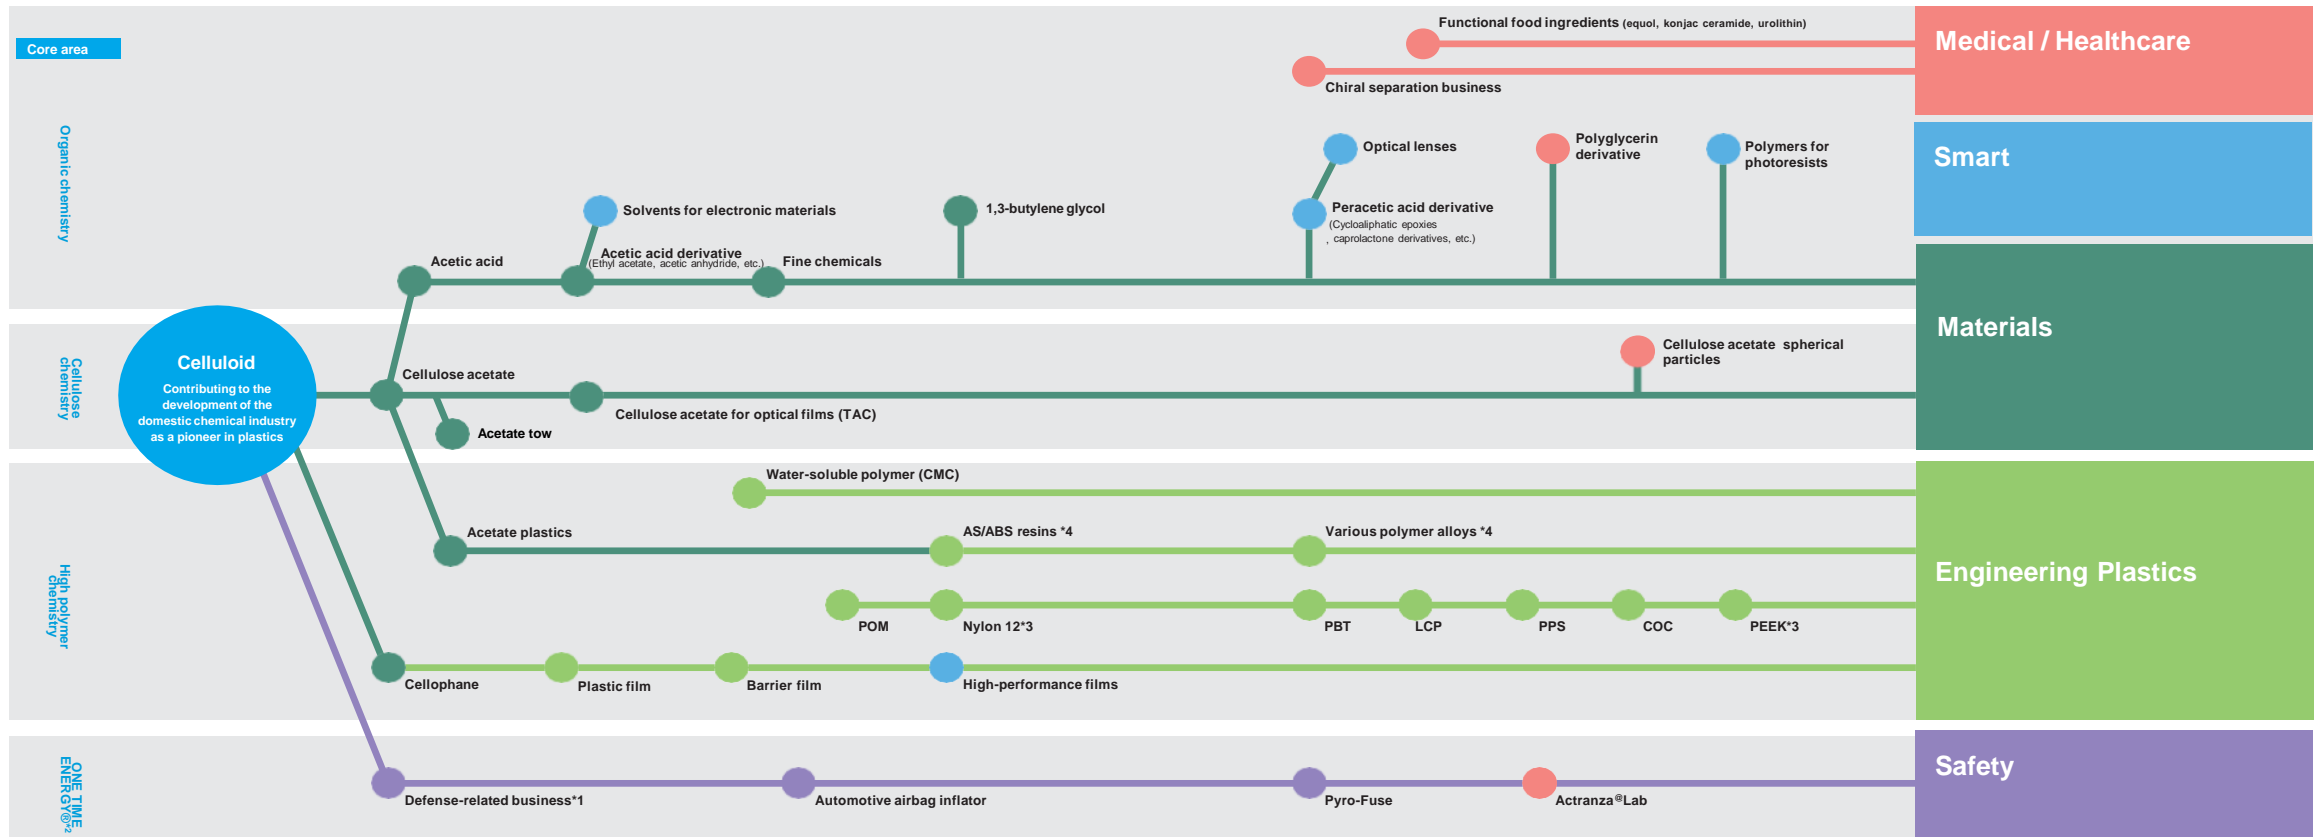 Core area
Functional food ingredients (equol, konjac ceramide, urolithin)
Chiral separation business
Medical / Healthcare
Organic chemistry
Optical lenses
Polyglycerin
derivative
Polymers for
photoresists
Smart
Solvents for electronic materials
1,3-butylene glycol
Peracetic acid derivative
(Cycloaliphatic epoxies
, caprolactone derivatives, etc.)
Acetic acid
Acetic acid derivative
(Ethyl acetate, acetic anhydride, etc.)
Fine chemicals
Materials
Cellulose
chemistry
Celluloid
Contributing to the
development of the
domestic chemical industry
as a pioneer in plastics
Cellulose acetate
Cellulose acetate for optical films (TAC)
Acetate tow
Cellulose acetate spherical
particles
High polymer
chemistry
Water-soluble polymer (CMC)
Acetate plastics
AS/ABS resins *4
Various polymer alloys *4
Engineering Plastics
POM
Nylon 12*3
PBT
LCP
PPS
COC
PEEK*3
Cellophane
Plastic film
Barrier film
High-performance films
ONE TIME
ENERGY®*2
Defense-related business*1
Automotive airbag inflator
Pyro-Fuse
Actranza®Lab
Safety